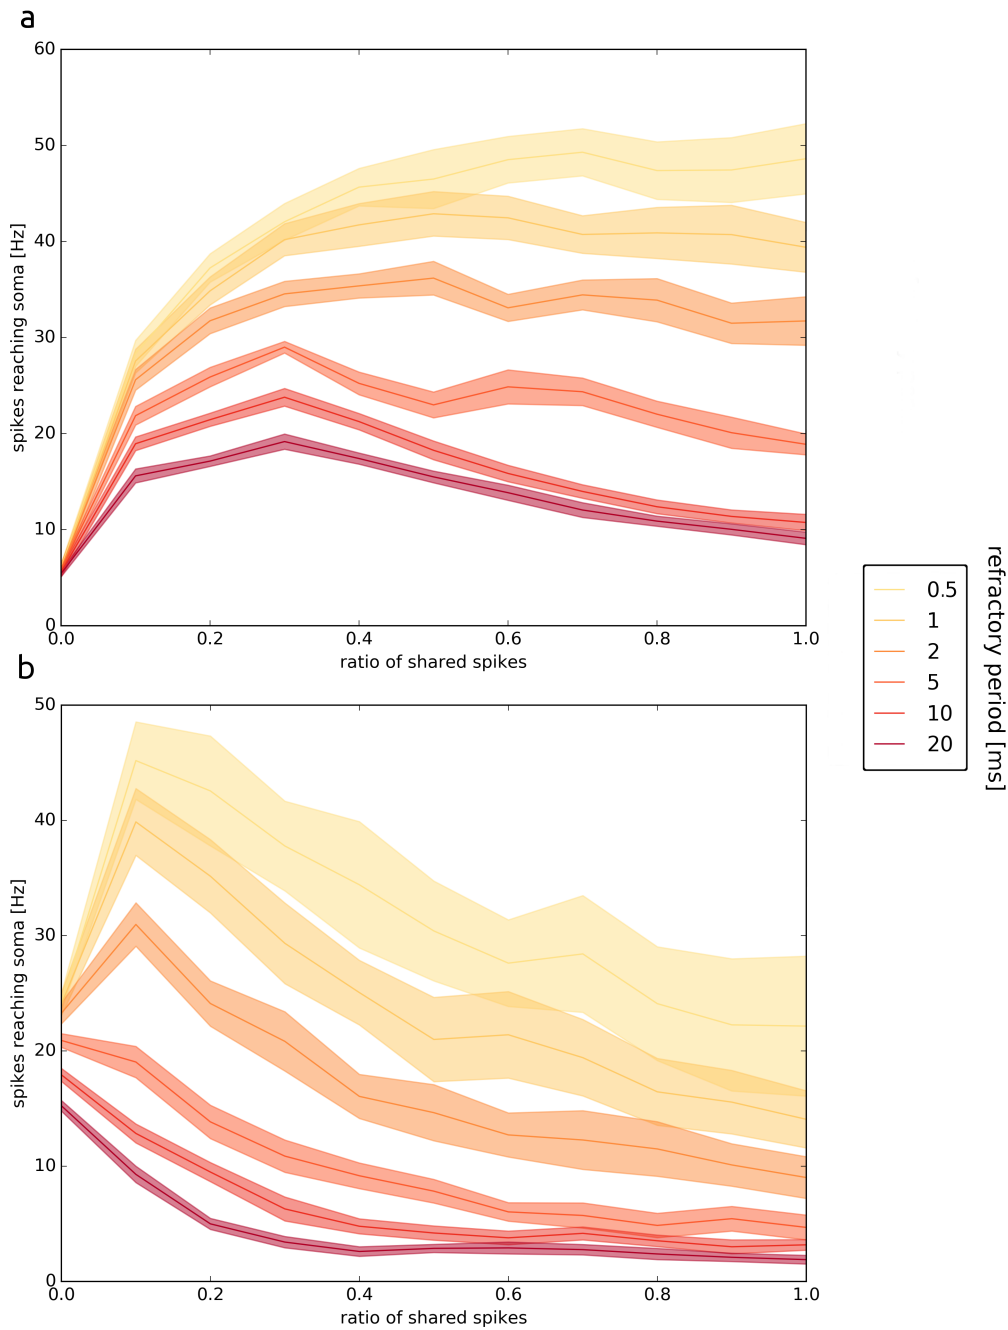 a
60
50
40
30
20
10
0
spikes reaching soma [Hz]
0.0 0.2 0.4 0.6 0.8 1.0
ratio of shared spikes
b
50
40
30
20
10
0
spikes reaching soma [Hz]
0.0 0.2 0.4 0.6 0.8 1.0
ratio of shared spikes
0.5
1
2
5
10
20
refractory period [ms]